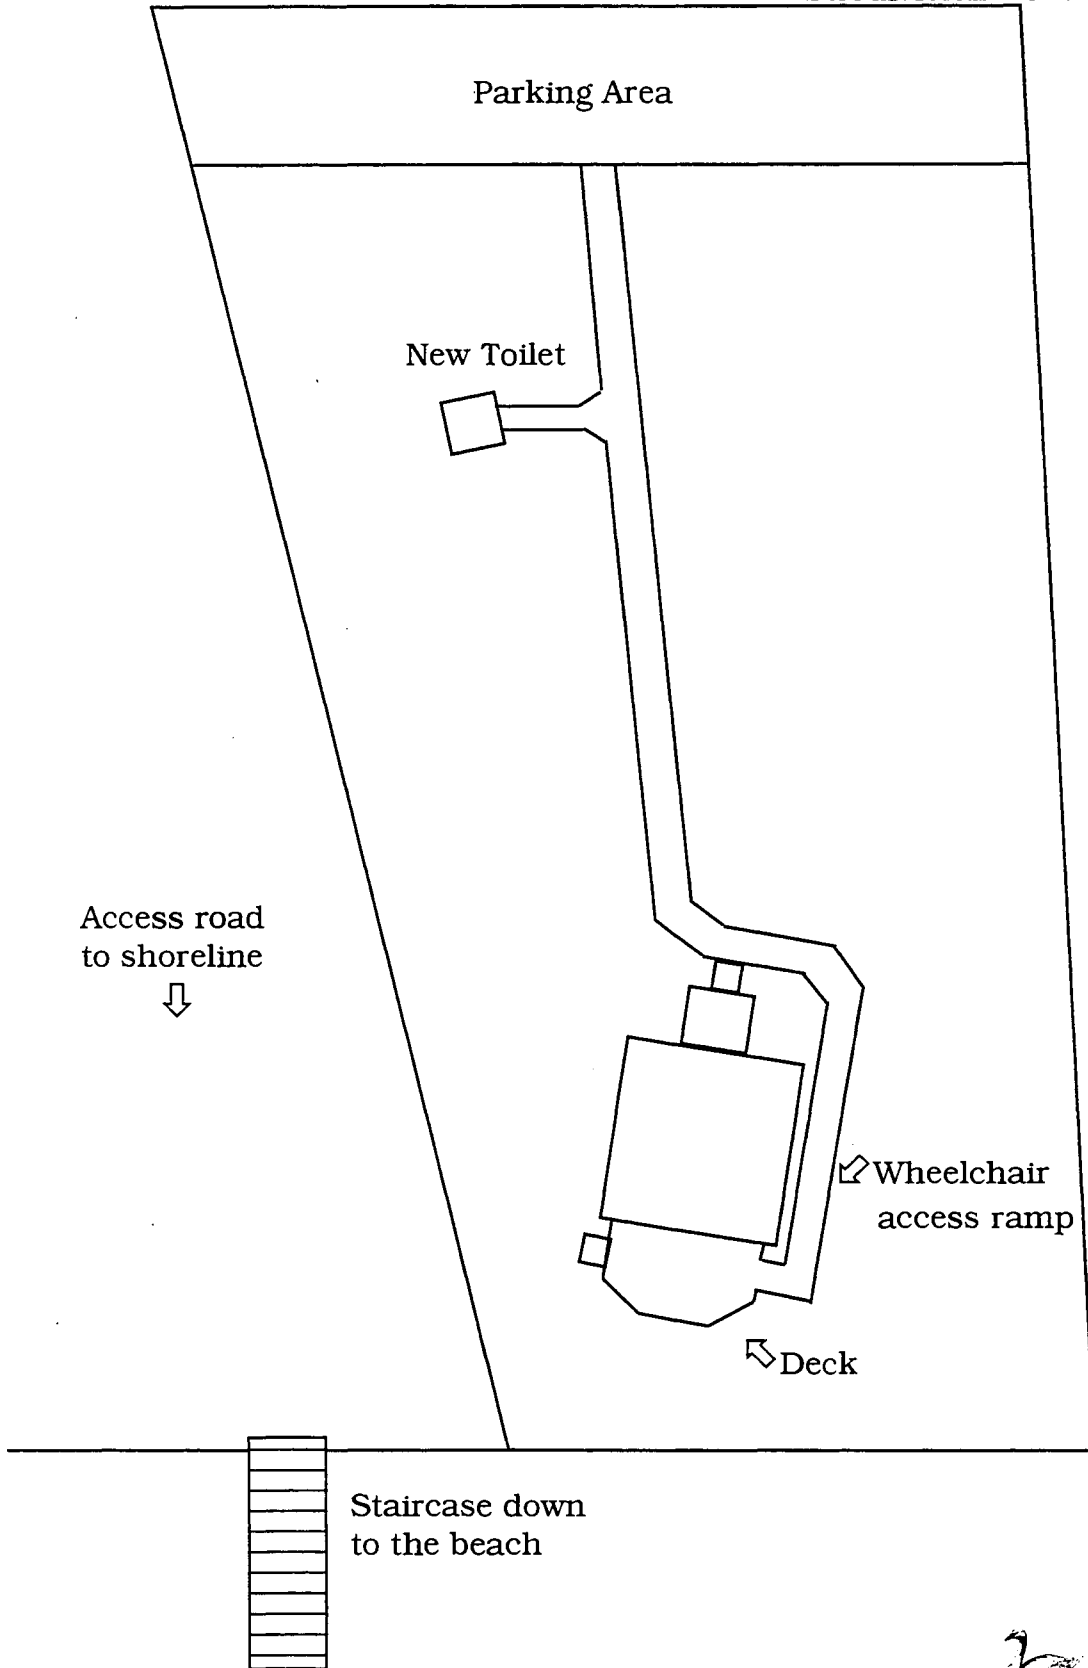 Parking Area
New Toilet
Access road
to shoreline
Wheelchair
access ramp
Deck
Staircase down
to the beach